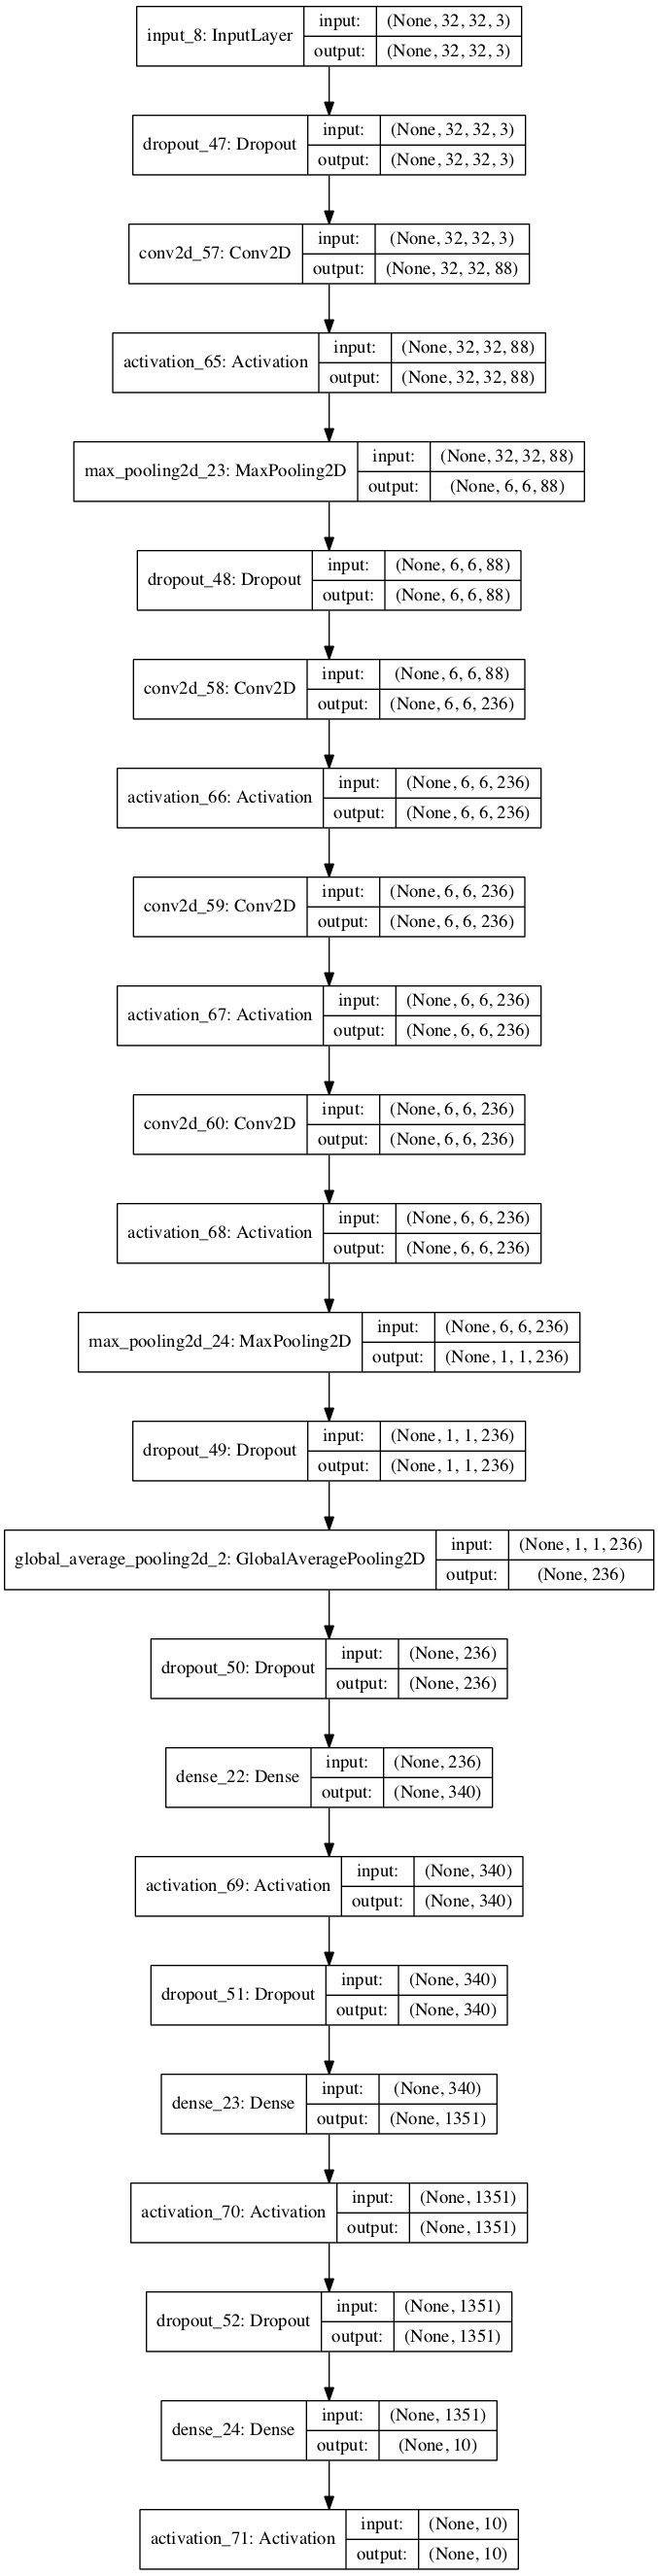 input_8: InputLayer
input: (None, 32, 32, 3)
output: (None, 32, 32, 3)
dropout_47: Dropout
input: (None, 32, 32, 3)
output: (None, 32, 32, 3)
conv2d_57: Conv2D
input: (None, 32, 32, 3)
output: (None, 32, 32, 88)
activation_65: Activation
input: (None, 32, 32, 88)
output: (None, 32, 32, 88)
max_pooling2d_23: MaxPooling2D
input: (None, 32, 32, 88)
output: (None, 6, 6, 88)
dropout_48: Dropout
input: (None, 6, 6, 88)
output: (None, 6, 6, 88)
conv2d_58: Conv2D
input: (None, 6, 6, 88)
output: (None, 6, 6, 236)
activation_66: Activation
input: (None, 6, 6, 236)
output: (None, 6, 6, 236)
conv2d_59: Conv2D
input: (None, 6, 6, 236)
output: (None, 6, 6, 236)
activation_67: Activation
input: (None, 6, 6, 236)
output: (None, 6, 6, 236)
conv2d_60: Conv2D
input: (None, 6, 6, 236)
output: (None, 6, 6, 236)
activation_68: Activation
input: (None, 6, 6, 236)
output: (None, 6, 6, 236)
max_pooling2d_24: MaxPooling2D
input: (None, 6, 6, 236)
output: (None, 1, 1, 236)
dropout_49: Dropout
input: (None, 1, 1, 236)
output: (None, 1, 1, 236)
global_average_pooling2d_2: GlobalAveragePooling2D
input: (None, 1, 1, 236)
output: (None, 236)
dropout_50: Dropout
input: (None, 236)
output: (None, 236)
dense_22: Dense
input: (None, 236)
output: (None, 340)
activation_69: Activation
input: (None, 340)
output: (None, 340)
dropout_51: Dropout
input: (None, 340)
output: (None, 340)
dense_23: Dense
input: (None, 340)
output: (None, 1351)
activation_70: Activation
input: (None, 1351)
output: (None, 1351)
dropout_52: Dropout
input: (None, 1351)
output: (None, 1351)
dense_24: Dense
input: (None, 1351)
output: (None, 10)
activation_71: Activation
input: (None, 10)
output: (None, 10)